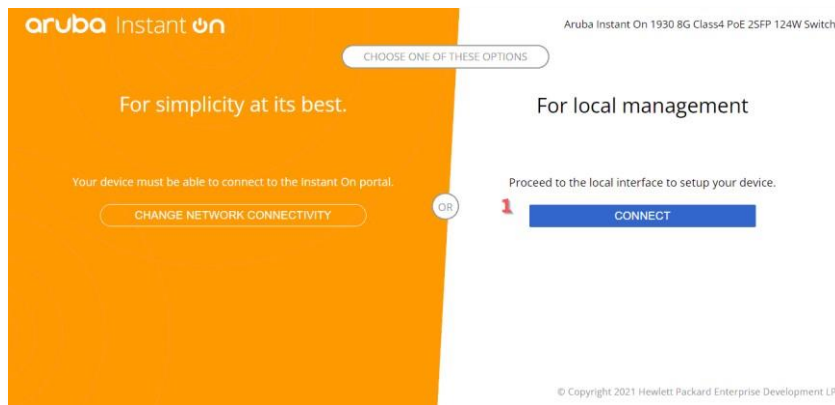 aruba Instant on
Aruba Instant On 1930 8G Class4 PoE 2SFP 124W Switch
CHOOSE ONE OF THESE OPTIONS
For simplicity at its best.
Your device must be able to connect to the Instant On portal.
CHANGE NETWORK CONNECTIVITY
OR
For local management
Proceed to the local interface to setup your device.
1
CONNECT
© Copyright 2021 Hewlett Packard Enterprise Development LP